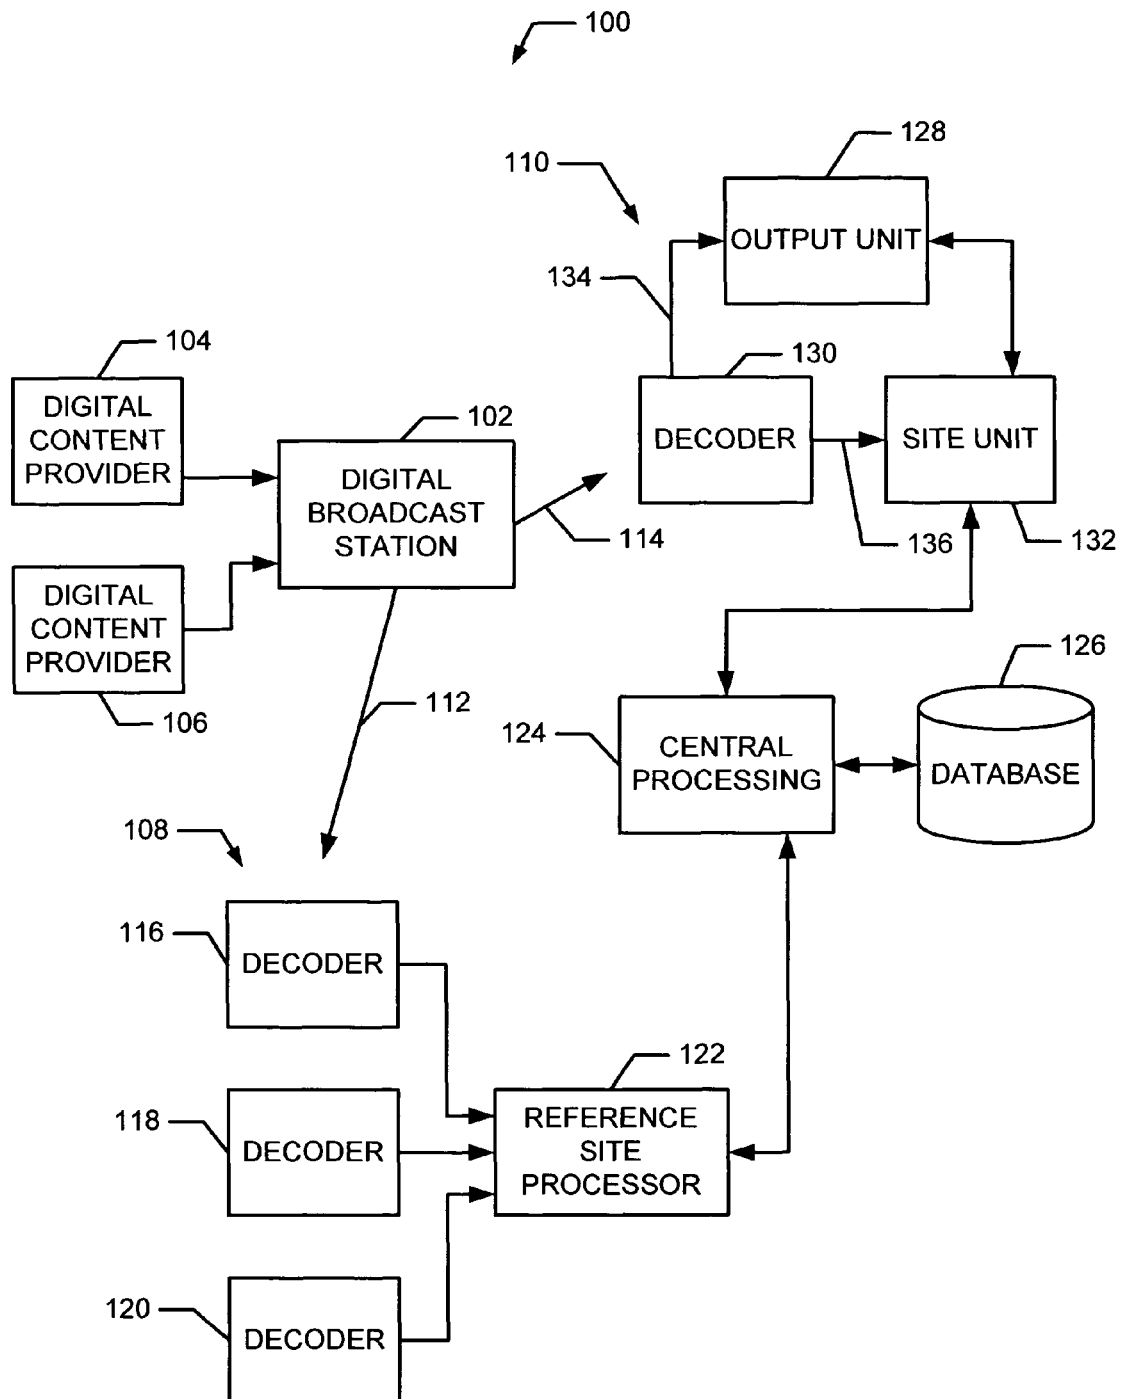 100
128
110
OUTPUT UNIT
134
104
130
DIGITAL
CONTENT
PROVIDER
102
DECODER
SITE UNIT
DIGITAL
BROADCAST
STATION
114
136
132
DIGITAL
CONTENT
PROVIDER
106
112
126
124
CENTRAL
PROCESSING
DATABASE
108
116
DECODER
122
118
DECODER
REFERENCE
SITE
PROCESSOR
120
DECODER